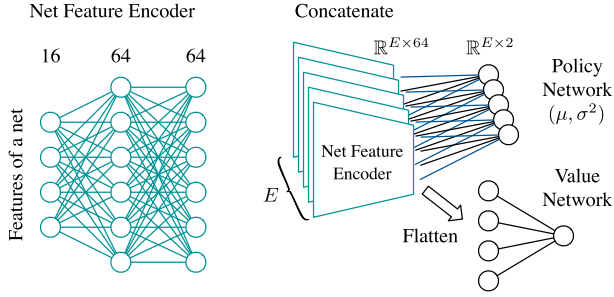 Net Feature Encoder
16 64 64
Features of a net
Concatenate
ℝ^{E×64} ℝ^{E×2}
Policy
Network
(μ, σ²)
Net Feature
Encoder
E
Flatten
Value
Network